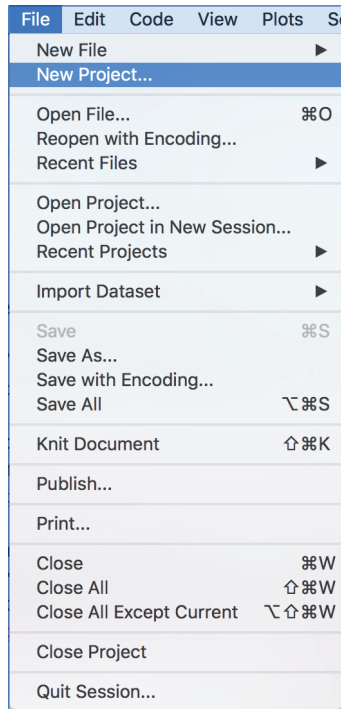 File Edit Code View Plots
New File ▶
New Project...
Open File... ⌘O
Reopen with Encoding...
Recent Files ▶
Open Project...
Open Project in New Session...
Recent Projects ▶
Import Dataset ▶
Save ⌘S
Save As...
Save with Encoding...
Save All ⌥⌘S
Knit Document ⇧⌘K
Publish...
Print...
Close ⌘W
Close All ⇧⌘W
Close All Except Current ⌥⇧⌘W
Close Project
Quit Session...